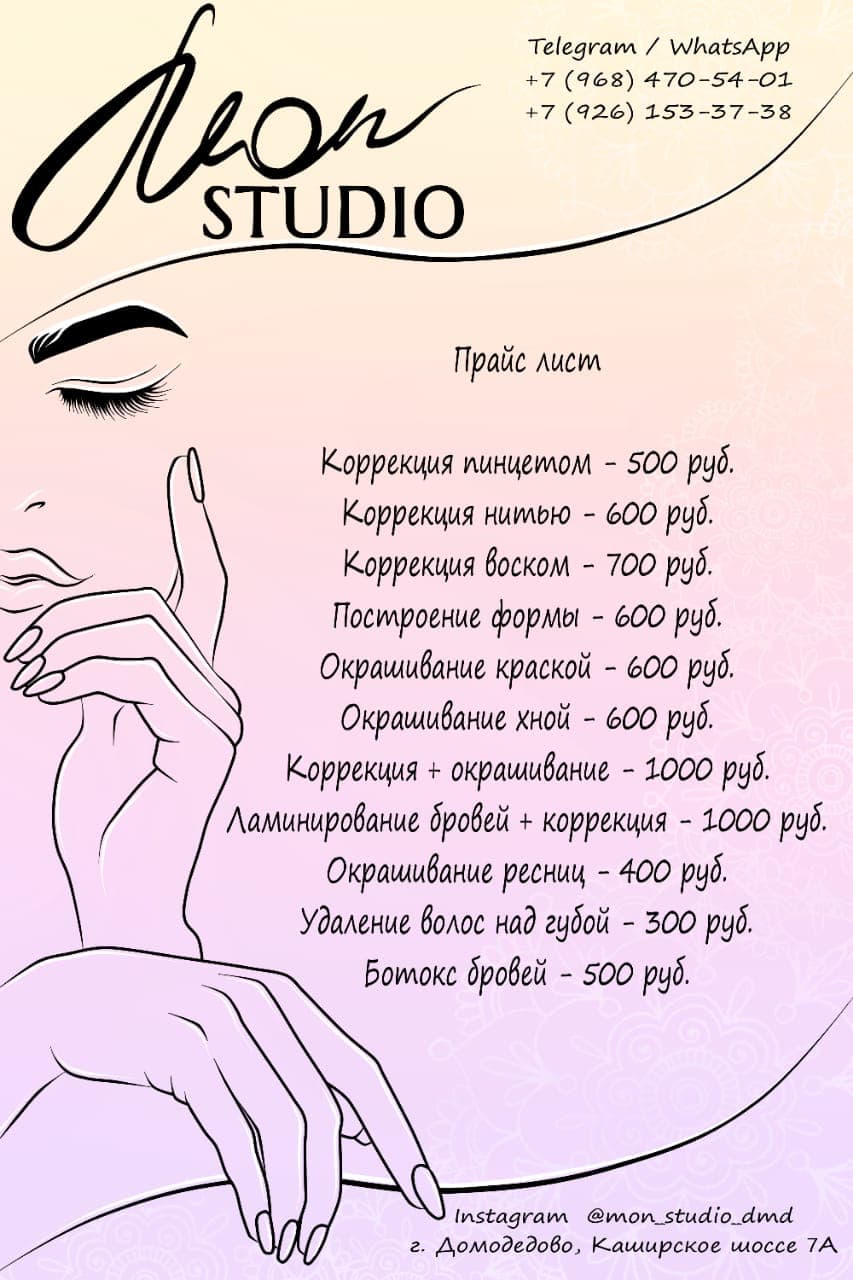 Mon
STUDIO
Telegram / WhatsApp
+7 (968) 470-54-01
+7 (926) 153-37-38
Прайс лист
Коррекция пинцетом - 500 руб.
Коррекция нитью - 600 руб.
Коррекция воском - 700 руб.
Построение формы - 600 руб.
Окрашивание краской - 600 руб.
Окрашивание хной - 600 руб.
Коррекция + окрашивание - 1000 руб.
Ламинирование бровей + коррекция - 1000 руб.
Окрашивание ресниц - 400 руб.
Удаление волос над губой - 300 руб.
Ботокс бровей - 500 руб.
Instagram @mon_studio_dmd
г. Домодедово, Каширское шоссе 7А